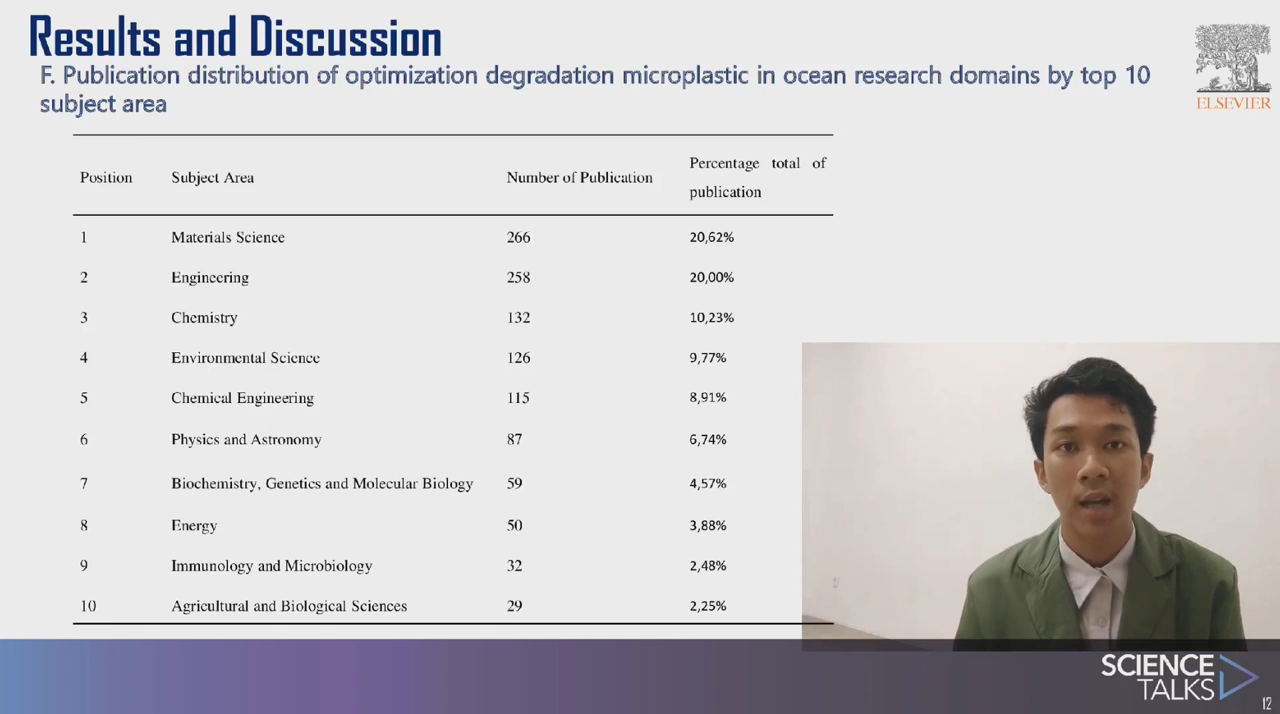 Results and Discussion
F. Publication distribution of optimization degradation microplastic in ocean research domains by top 10
subject area
ELSEVIER
Position Subject Area Number of Publication Percentage total of publication
1 Materials Science 266 20,62%
2 Engineering 258 20,00%
3 Chemistry 132 10,23%
4 Environmental Science 126 9,77%
5 Chemical Engineering 115 8,91%
6 Physics and Astronomy 87 6,74%
7 Biochemistry, Genetics and Molecular Biology 59 4,57%
8 Energy 50 3,88%
9 Immunology and Microbiology 32 2,48%
10 Agricultural and Biological Sciences 29 2,25%
SCIENCE
TALKS
12